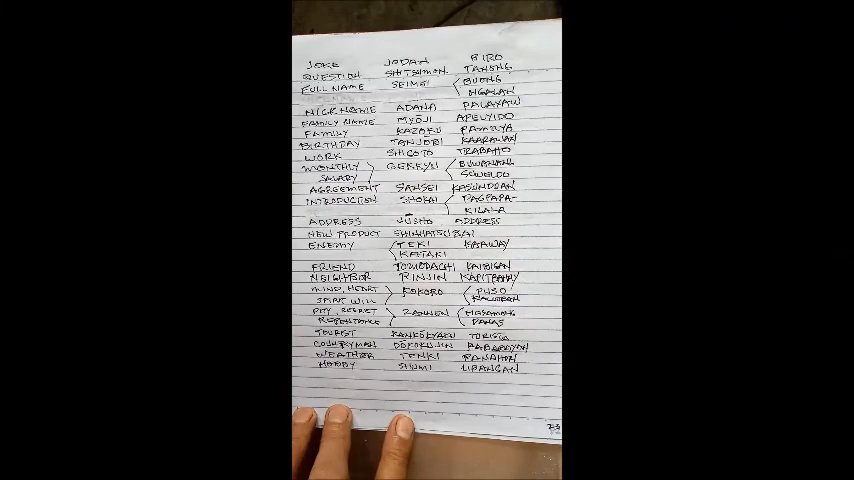 JOKE JODAN BIRO
QUESTION SHITSUMON TANONG
FULL NAME SEIMEI BUONG
NGALAN
NICKNAME ADANA PALAYAW
FAMILY NAME MYOJI APELYIDO
FAMILY KAZOKU PAMILYA
BIRTHDAY TANJOBI KAARAWAN
WORK SHIGOTO TRABAHO
MONTHLY GEKKYU BUWANANG
SALARY SUWELDO
AGREEMENT SANSEI KASUNDUAN
INTRODUCTION SHOKAI PAGPAPA-
KILALA
ADDRESS JUSHO ADDRESS
NEW PRODUCT SHINHATSUBAI
ENEMY TEKI KAAWAY
KATAKI
FRIEND TOMODACHI KAIBIGAN
NEIGHBOR RINJIN KAPITBAHAY
MIND, HEART KOKORO PUSO
SPIRIT WILL KALOOBAN
PITY, REGRET ZANNEN
REPENTANCE
TOURIST KANKOKYAKU TURISTA
COUNTRYMAN DOKOKUJIN KABABAYAN
WEATHER TENKI PANAHON
HOBBY SHUMI LIBANGAN